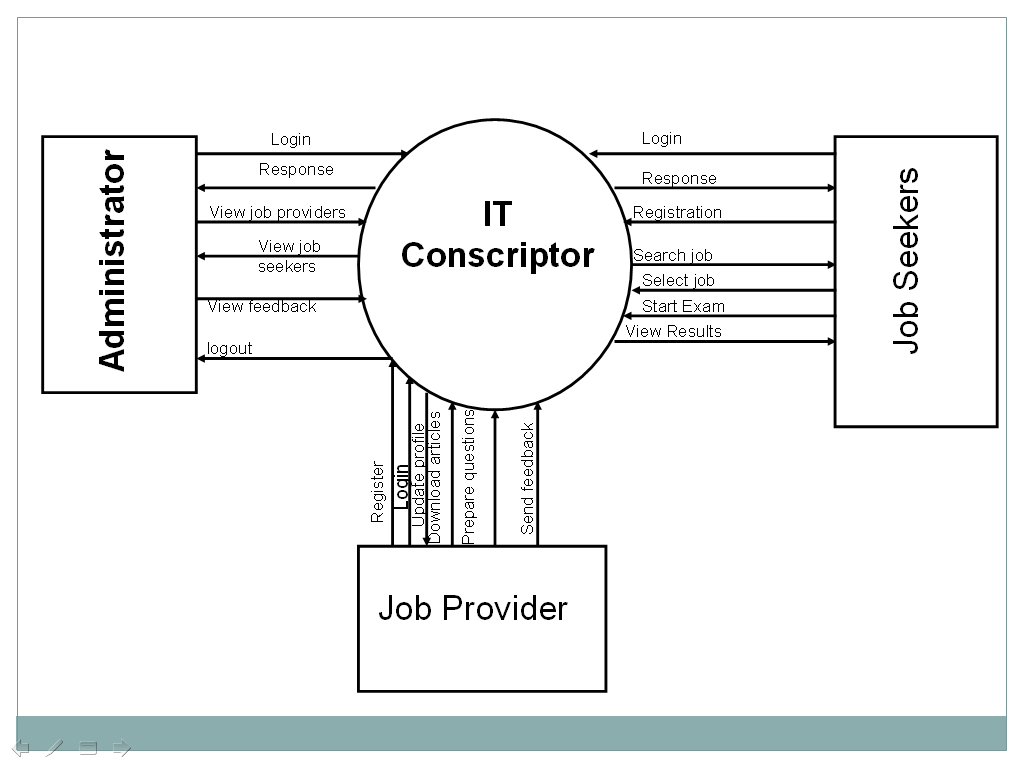 Administrator
Login
Response
View job providers
View job
seekers
View feedback
logout
IT
Conscriptor
Login
Response
Registration
Search job
Select job
Start Exam
View Results
Job Seekers
Register
Login
Update profile
Download articles
Prepare questions
Send feedback
Job Provider